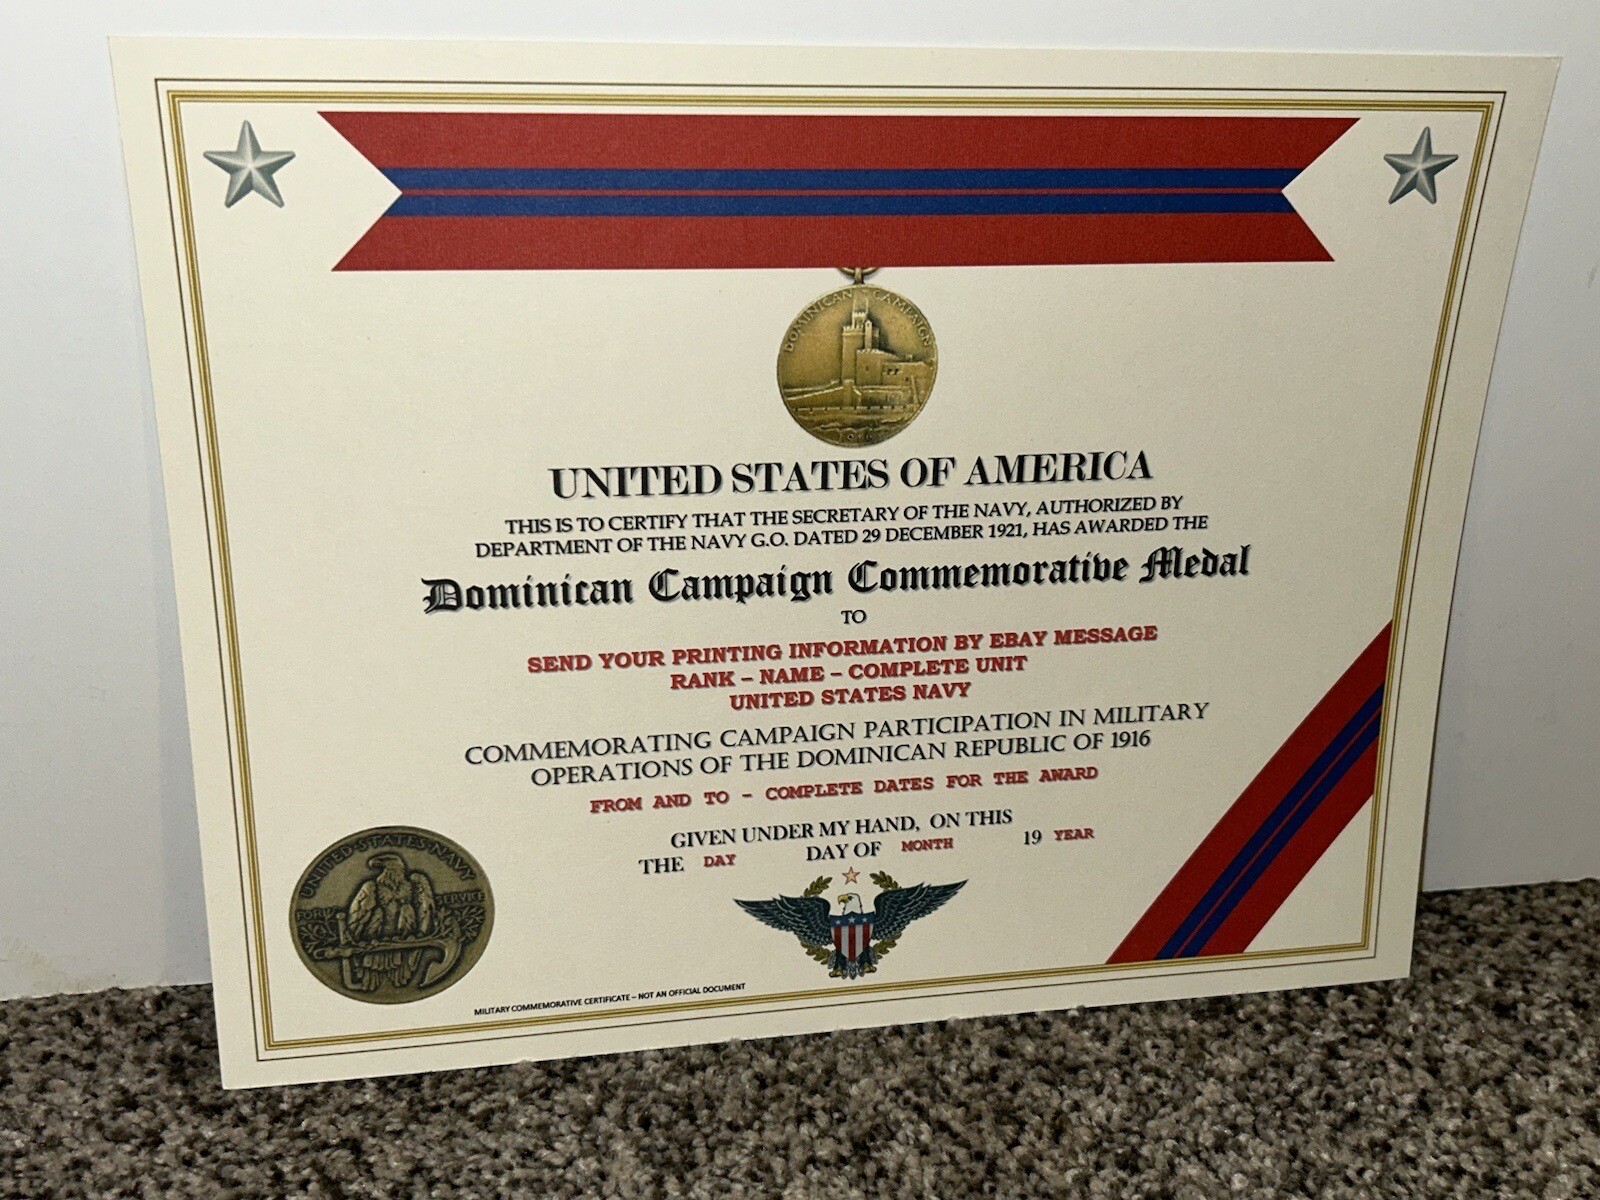 DOMINICAN CAMPAIGN
1916
UNITED STATES OF AMERICA
THIS IS TO CERTIFY THAT THE SECRETARY OF THE NAVY, AUTHORIZED BY
DEPARTMENT OF THE NAVY G.O. DATED 29 DECEMBER 1921, HAS AWARDED THE
Dominican Campaign Commemorative Medal
TO
SEND YOUR PRINTING INFORMATION BY EBAY MESSAGE
RANK – NAME – COMPLETE UNIT
UNITED STATES NAVY
COMMEMORATING CAMPAIGN PARTICIPATION IN MILITARY
OPERATIONS OF THE DOMINICAN REPUBLIC OF 1916
FROM AND TO – COMPLETE DATES FOR THE AWARD
GIVEN UNDER MY HAND, ON THIS
THE DAY DAY OF MONTH 19 YEAR
UNITED·STATES·NAVY
FOR SERVICE
MILITARY COMMEMORATIVE CERTIFICATE – NOT AN OFFICIAL DOCUMENT